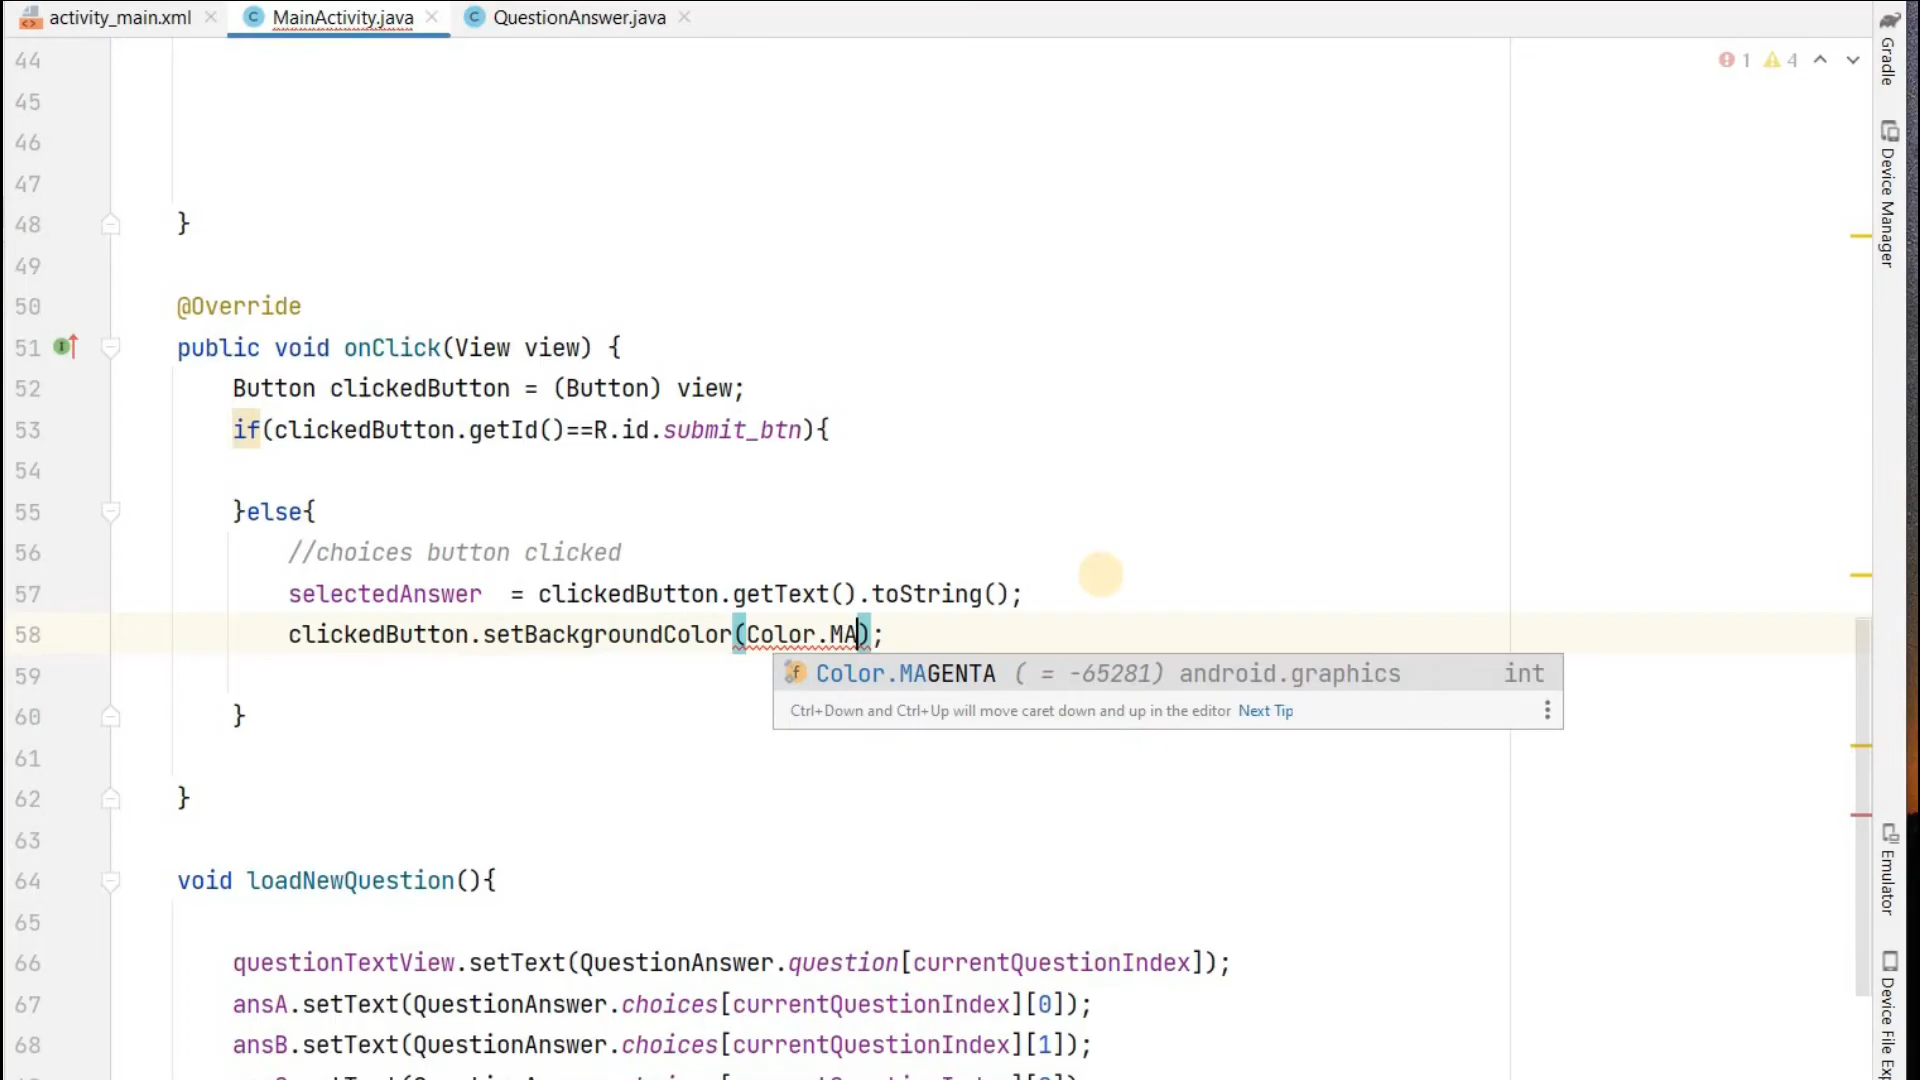 activity_main.xml
MainActivity.java
QuestionAnswer.java
1 4
44
45
46
47
48 }
49
50 @Override
51 public void onClick(View view) {
52 Button clickedButton = (Button) view;
53 if(clickedButton.getId()==R.id.submit_btn){
54
55 }else{
56 //choices button clicked
57 selectedAnswer  = clickedButton.getText().toString();
58 clickedButton.setBackgroundColor(Color.MA);
Color.MAGENTA ( = -65281) android.graphics int
Ctrl+Down and Ctrl+Up will move caret down and up in the editor Next Tip
59
60 }
61
62 }
63
64 void loadNewQuestion(){
65
66 questionTextView.setText(QuestionAnswer.question[currentQuestionIndex]);
67 ansA.setText(QuestionAnswer.choices[currentQuestionIndex][0]);
68 ansB.setText(QuestionAnswer.choices[currentQuestionIndex][1]);
Gradle
Device Manager
Emulator
Device File